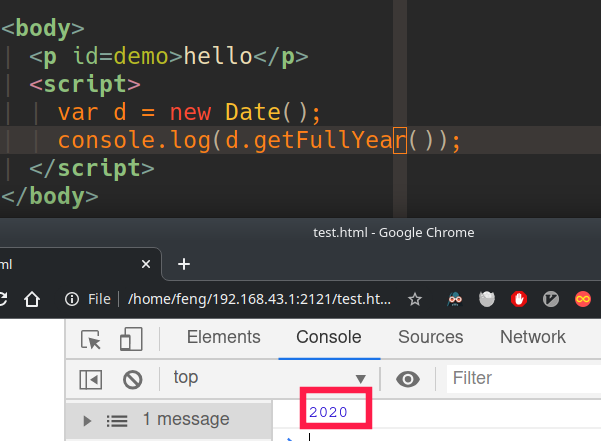 <body>
<p id=demo>hello</p>
<script>
var d = new Date();
console.log(d.getFullYear());
</script>
</body>
test.html - Google Chrome
ml × +
File /home/feng/192.168.43.1:2121/test.ht...
Elements Console Sources Network
top Filter
1 message 2020